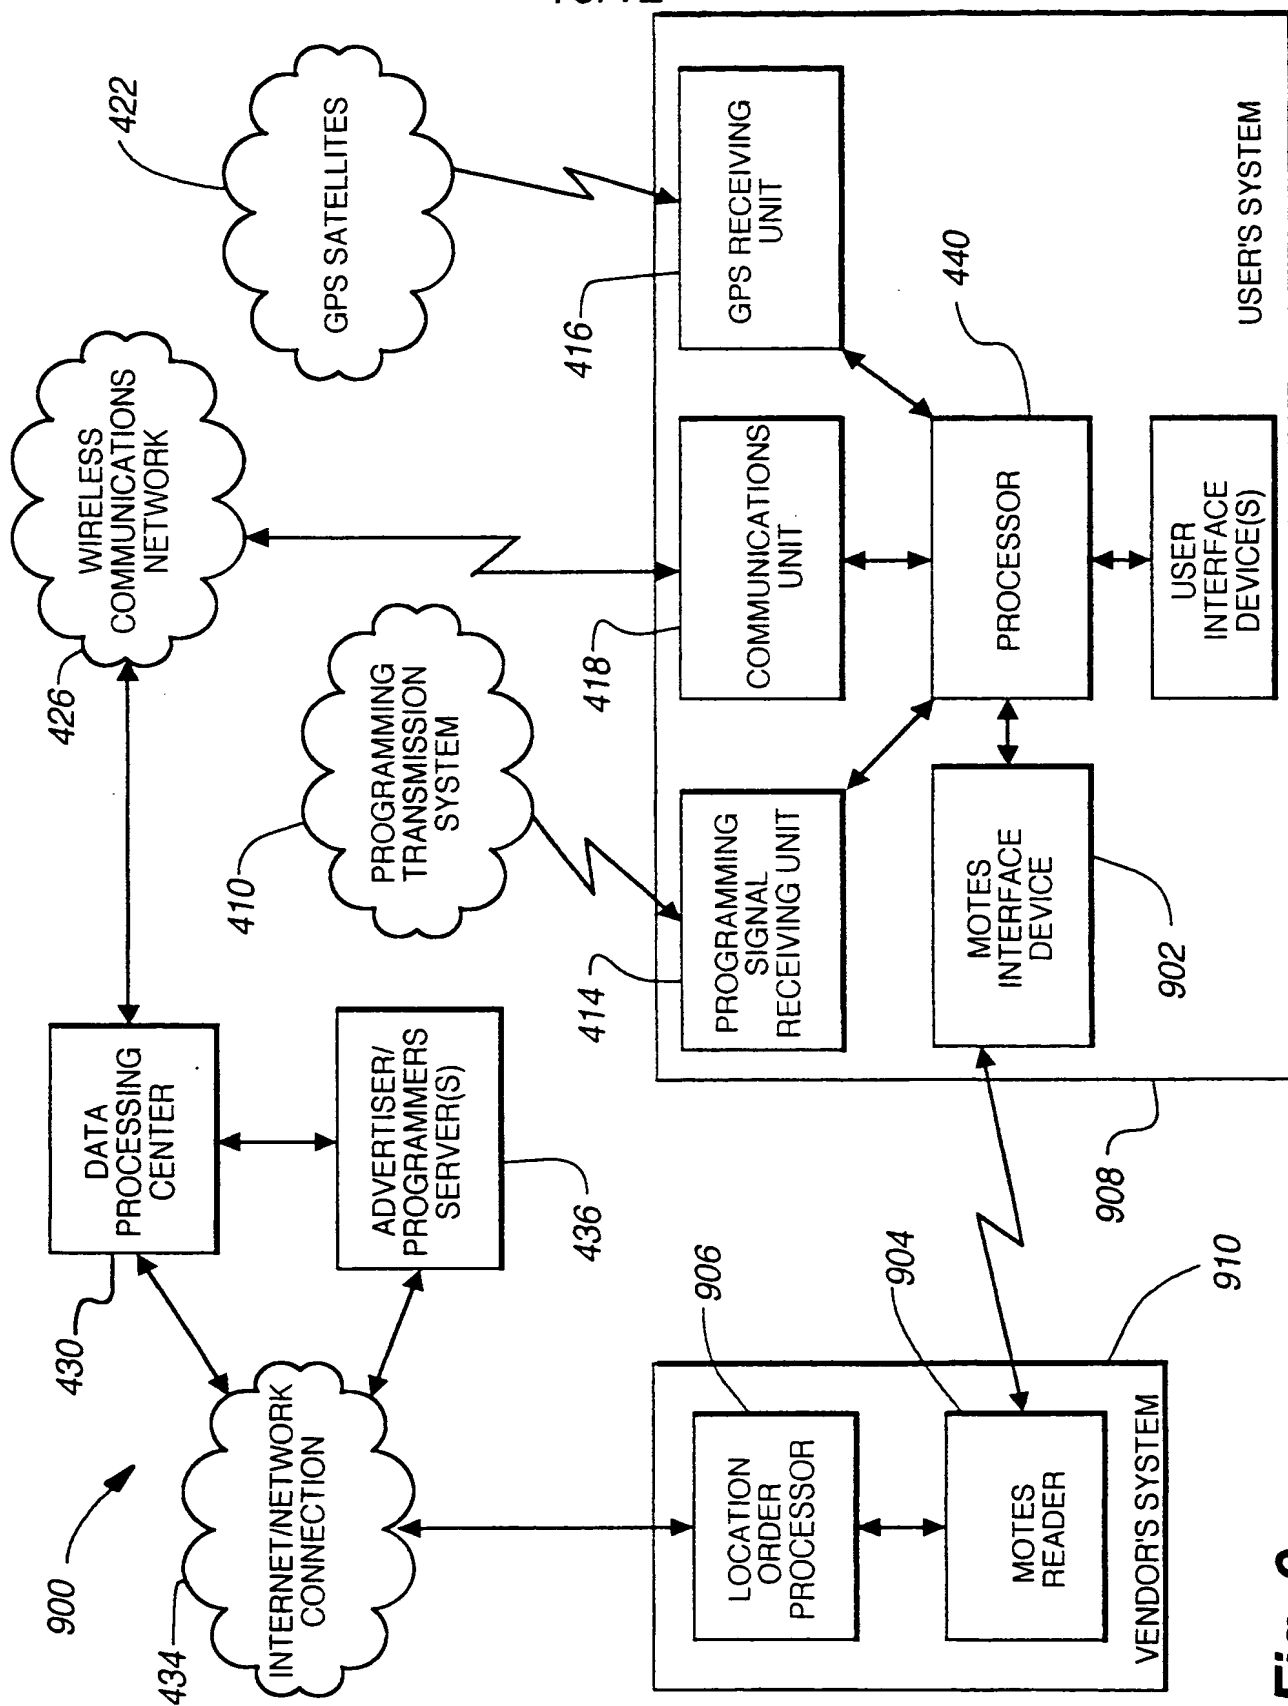 900
434
INTERNET/NETWORK
CONNECTION
430
DATA
PROCESSING
CENTER
ADVERTISER/
PROGRAMMERS
SERVER(S)
436
426
WIRELESS
COMMUNICATIONS
NETWORK
410
PROGRAMMING
TRANSMISSION
SYSTEM
422
GPS SATELLITES
906
LOCATION
ORDER
PROCESSOR
904
MOTES
READER
VENDOR'S SYSTEM
910
908
414
PROGRAMMING
SIGNAL
RECEIVING UNIT
418
COMMUNICATIONS
UNIT
416
GPS RECEIVING
UNIT
MOTES
INTERFACE
DEVICE
902
PROCESSOR
440
USER
INTERFACE
DEVICE(S)
USER'S SYSTEM